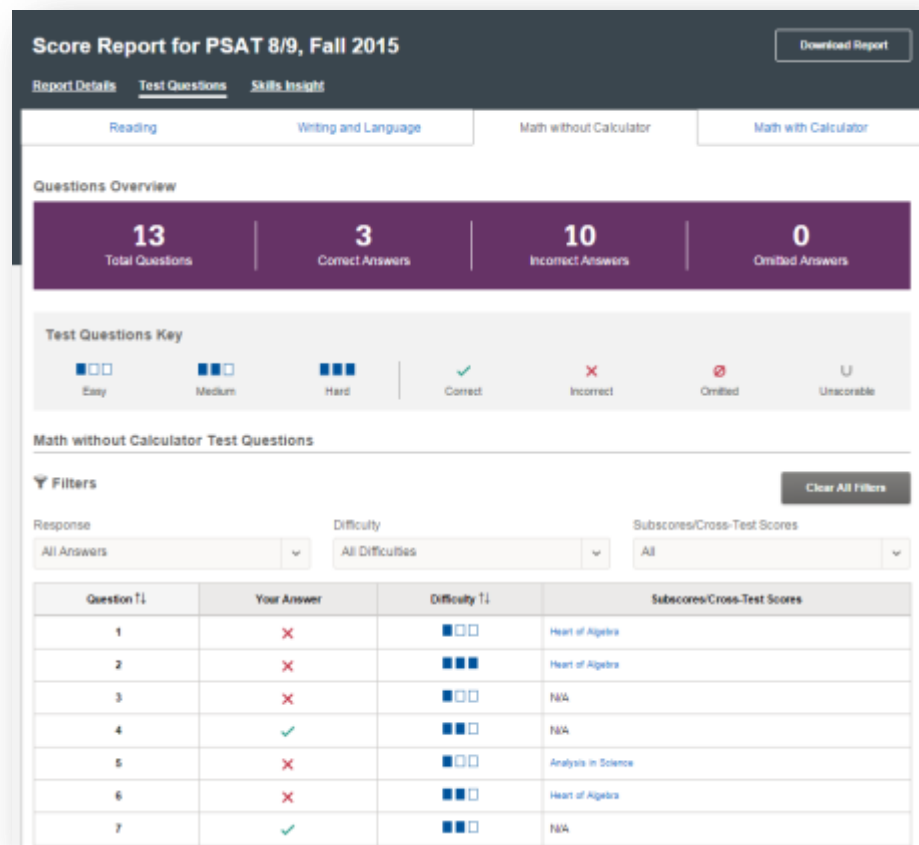 Score Report for PSAT 8/9, Fall 2015
Download Report
Report Details Test Questions Skills Insight
Reading Writing and Language Math without Calculator Math with Calculator
Questions Overview
13 3 10 0
Total Questions Correct Answers Incorrect Answers Omitted Answers
Test Questions Key
Easy Medium Hard Correct Incorrect Omitted Unscorable
Math without Calculator Test Questions
Filters
Clear All Filters
Response Difficulty Subscores/Cross-Test Scores
All Answers All Difficulties All
Question Your Answer Difficulty Subscores/Cross-Test Scores
1 Heart of Algebra
2 Heart of Algebra
3 N/A
4 N/A
5 Analysis in Science
6 Heart of Algebra
7 N/A